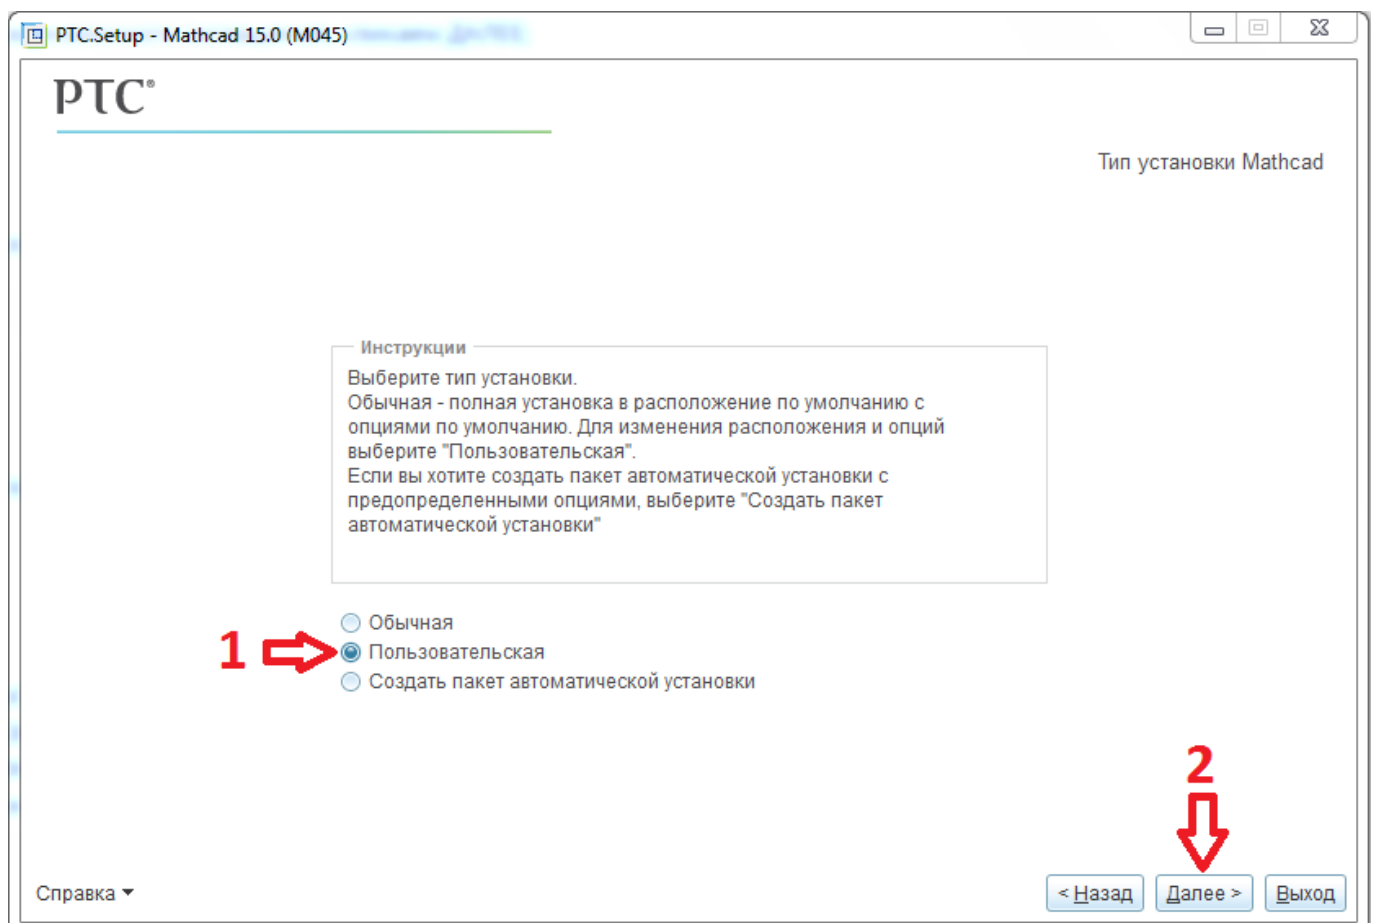 PTC.Setup - Mathcad 15.0 (M045)
PTC®
Тип установки Mathcad
Инструкции
Выберите тип установки.
Обычная - полная установка в расположение по умолчанию с
опциями по умолчанию. Для изменения расположения и опций
выберите "Пользовательская".
Если вы хотите создать пакет автоматической установки с
предопределенными опциями, выберите "Создать пакет
автоматической установки"
Обычная
1 Пользовательская
Создать пакет автоматической установки
2
Справка
< Назад Далее > Выход